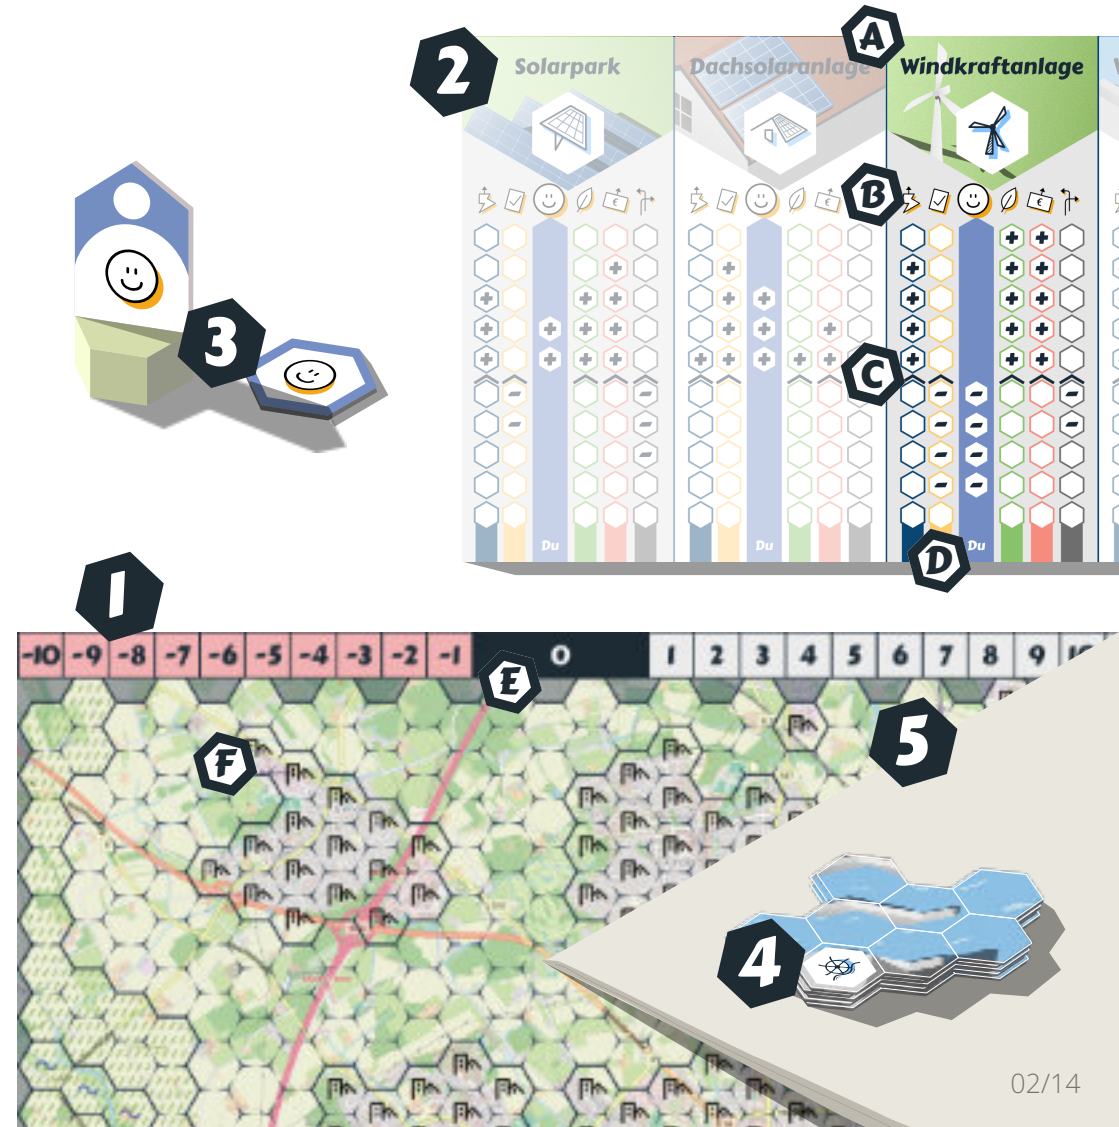 A
2
Solarpark
Dachsolaranlage
Windkraftanlage
B
€
€
€
3
C
Du
Du
Du
D
1
-10 -9 -8 -7 -6 -5 -4 -3 -2 -1 0 1 2 3 4 5 6 7 8 9 10
E
5
F
4
02/14